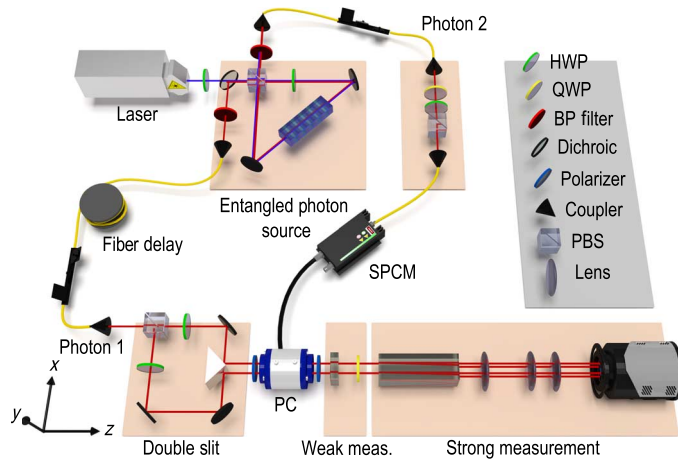 Photon 2
HWP
QWP
BP filter
Dichroic
Polarizer
Coupler
PBS
Lens
Laser
Entangled photon
source
Fiber delay
SPCM
Photon 1
x
y
z
PC
Double slit
Weak meas.
Strong measurement